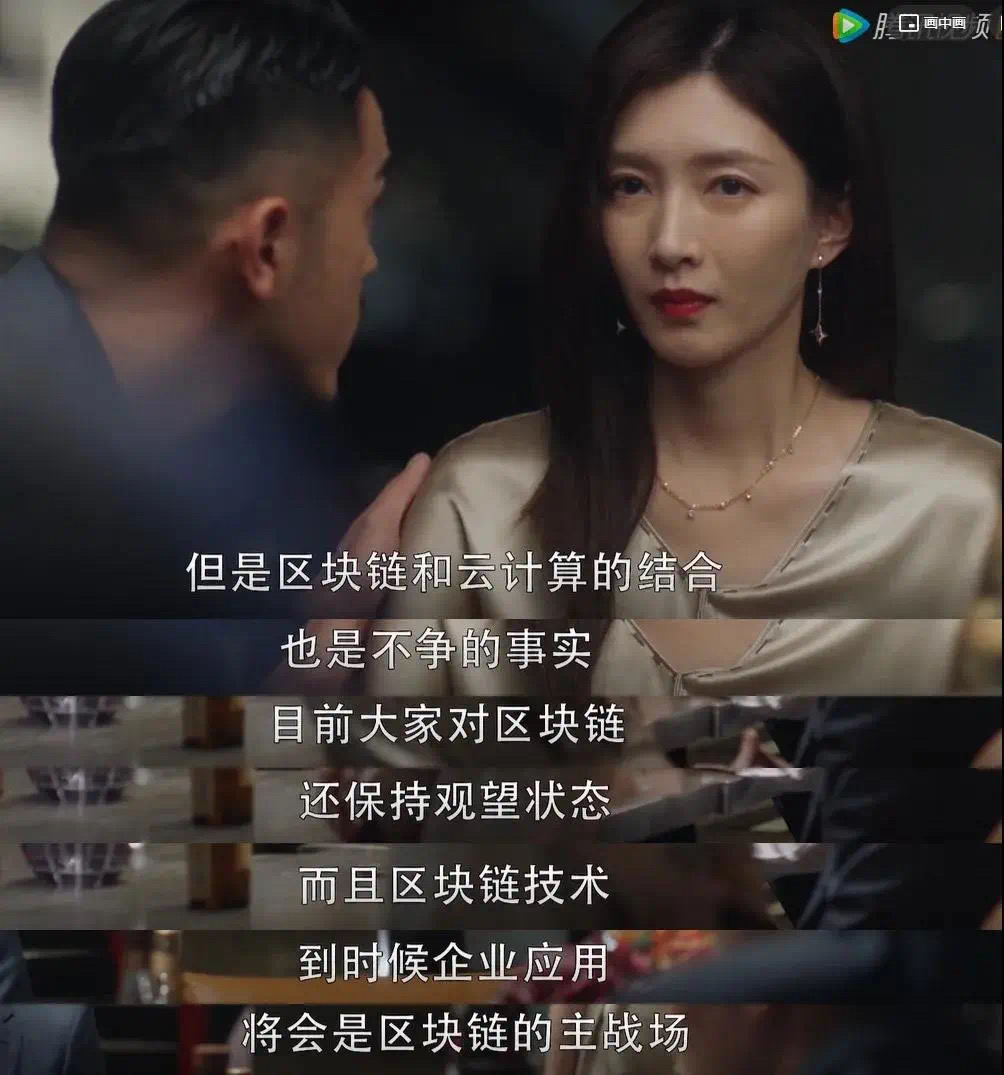 画中画
但是区块链和云计算的结合
也是不争的事实
目前大家对区块链
还保持观望状态
而且区块链技术
到时候企业应用
将会是区块链的主战场